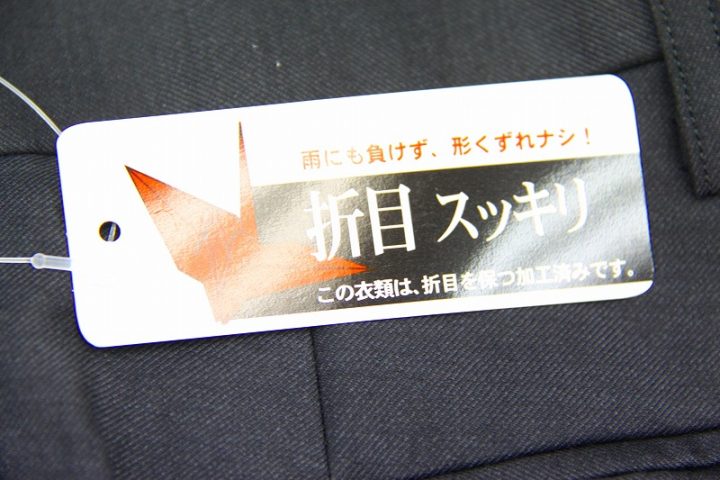 雨にも負けず、形くずれナシ！
折目 スッキリ
この衣類は、折目を保つ加工済みです。